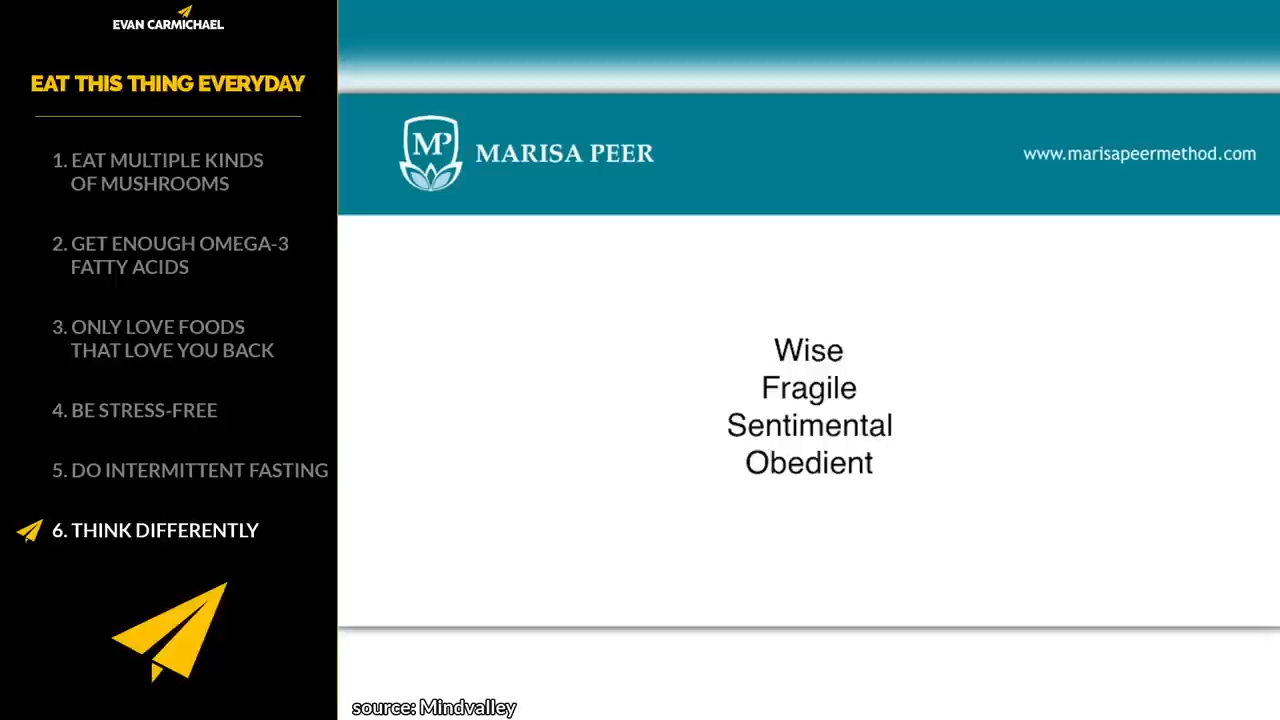 EVAN CARMICHAEL
EAT THIS THING EVERYDAY
1. EAT MULTIPLE KINDS
OF MUSHROOMS
2. GET ENOUGH OMEGA-3
FATTY ACIDS
3. ONLY LOVE FOODS
THAT LOVE YOU BACK
4. BE STRESS-FREE
5. DO INTERMITTENT FASTING
6. THINK DIFFERENTLY
MP MARISA PEER
www.marisapeermethod.com
Wise
Fragile
Sentimental
Obedient
source: Mindvalley